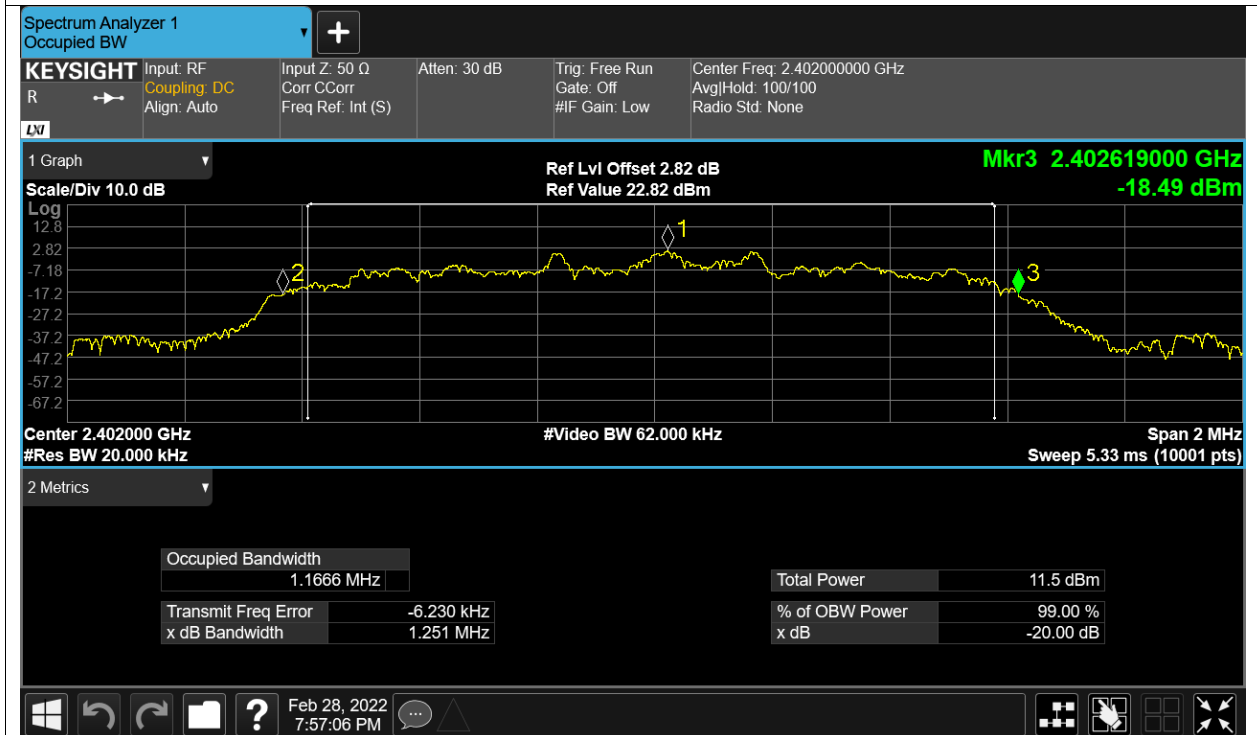 Spectrum Analyzer 1
Occupied BW
▼
+
KEYSIGHT
R
LXI
Input: RF
Coupling: DC
Align: Auto
Input Z: 50 Ω
Corr CCorr
Freq Ref: Int (S)
Atten: 30 dB
Trig: Free Run
Gate: Off
#IF Gain: Low
Center Freq: 2.402000000 GHz
Avg|Hold: 100/100
Radio Std: None
1 Graph
Scale/Div 10.0 dB
Ref Lvl Offset 2.82 dB
Ref Value 22.82 dBm
Mkr3 2.402619000 GHz
-18.49 dBm
Log
12.8
2.82
-7.18
-17.2
-27.2
-37.2
-47.2
-57.2
-67.2
1
2
3
Center 2.402000 GHz
#Res BW 20.000 kHz
#Video BW 62.000 kHz
Span 2 MHz
Sweep 5.33 ms (10001 pts)
2 Metrics
Occupied Bandwidth
1.1666 MHz
Transmit Freq Error -6.230 kHz
x dB Bandwidth 1.251 MHz
Total Power 11.5 dBm
% of OBW Power 99.00 %
x dB -20.00 dB
?
Feb 28, 2022
7:57:06 PM